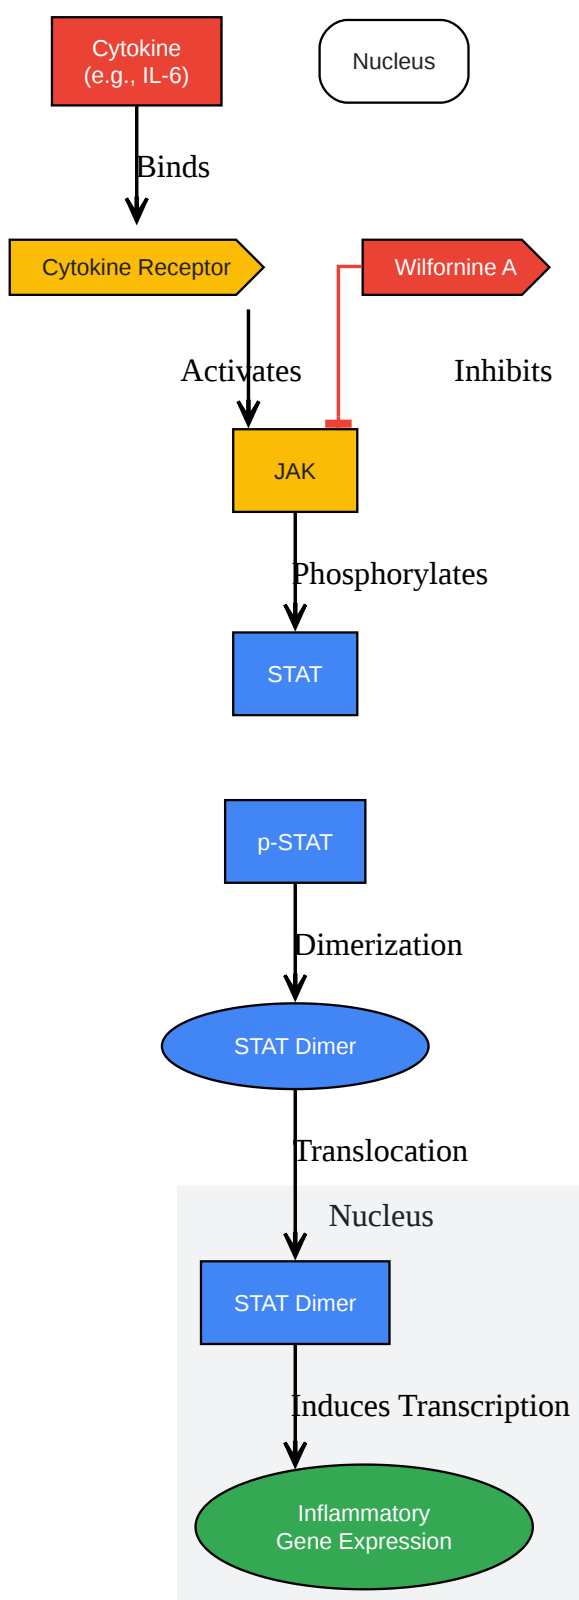 Cytokine
(e.g., IL-6)
Nucleus
Binds
Cytokine Receptor
Wilfornine A
Activates
Inhibits
JAK
Phosphorylates
STAT
p-STAT
Dimerization
STAT Dimer
Translocation
Nucleus
STAT Dimer
Induces Transcription
Inflammatory
Gene Expression